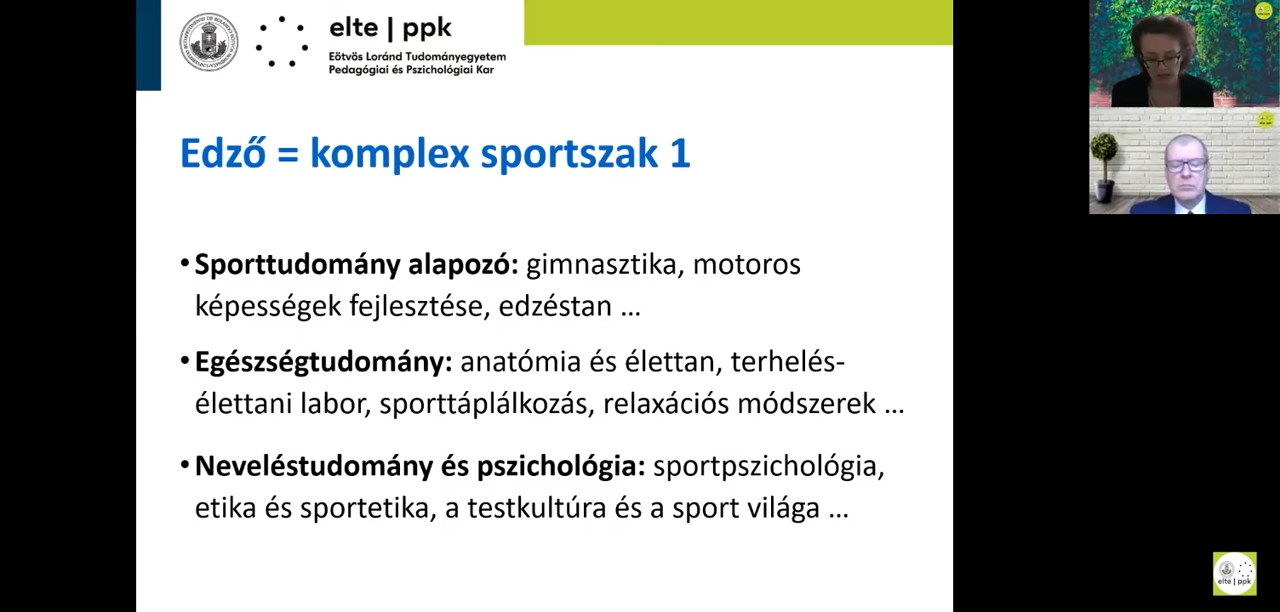 elte | ppk
Eötvös Loránd Tudományegyetem
Pedagógiai és Pszichológiai Kar
Edző = komplex sportszak 1
• Sporttudomány alapozó: gimnasztika, motoros
képességek fejlesztése, edzéstan ...
• Egészségtudomány: anatómia és élettan, terhelés-
élettani labor, sporttáplálkozás, relaxációs módszerek ...
• Neveléstudomány és pszichológia: sportpszichológia,
etika és sportetika, a testkultúra és a sport világa ...
elte | ppk